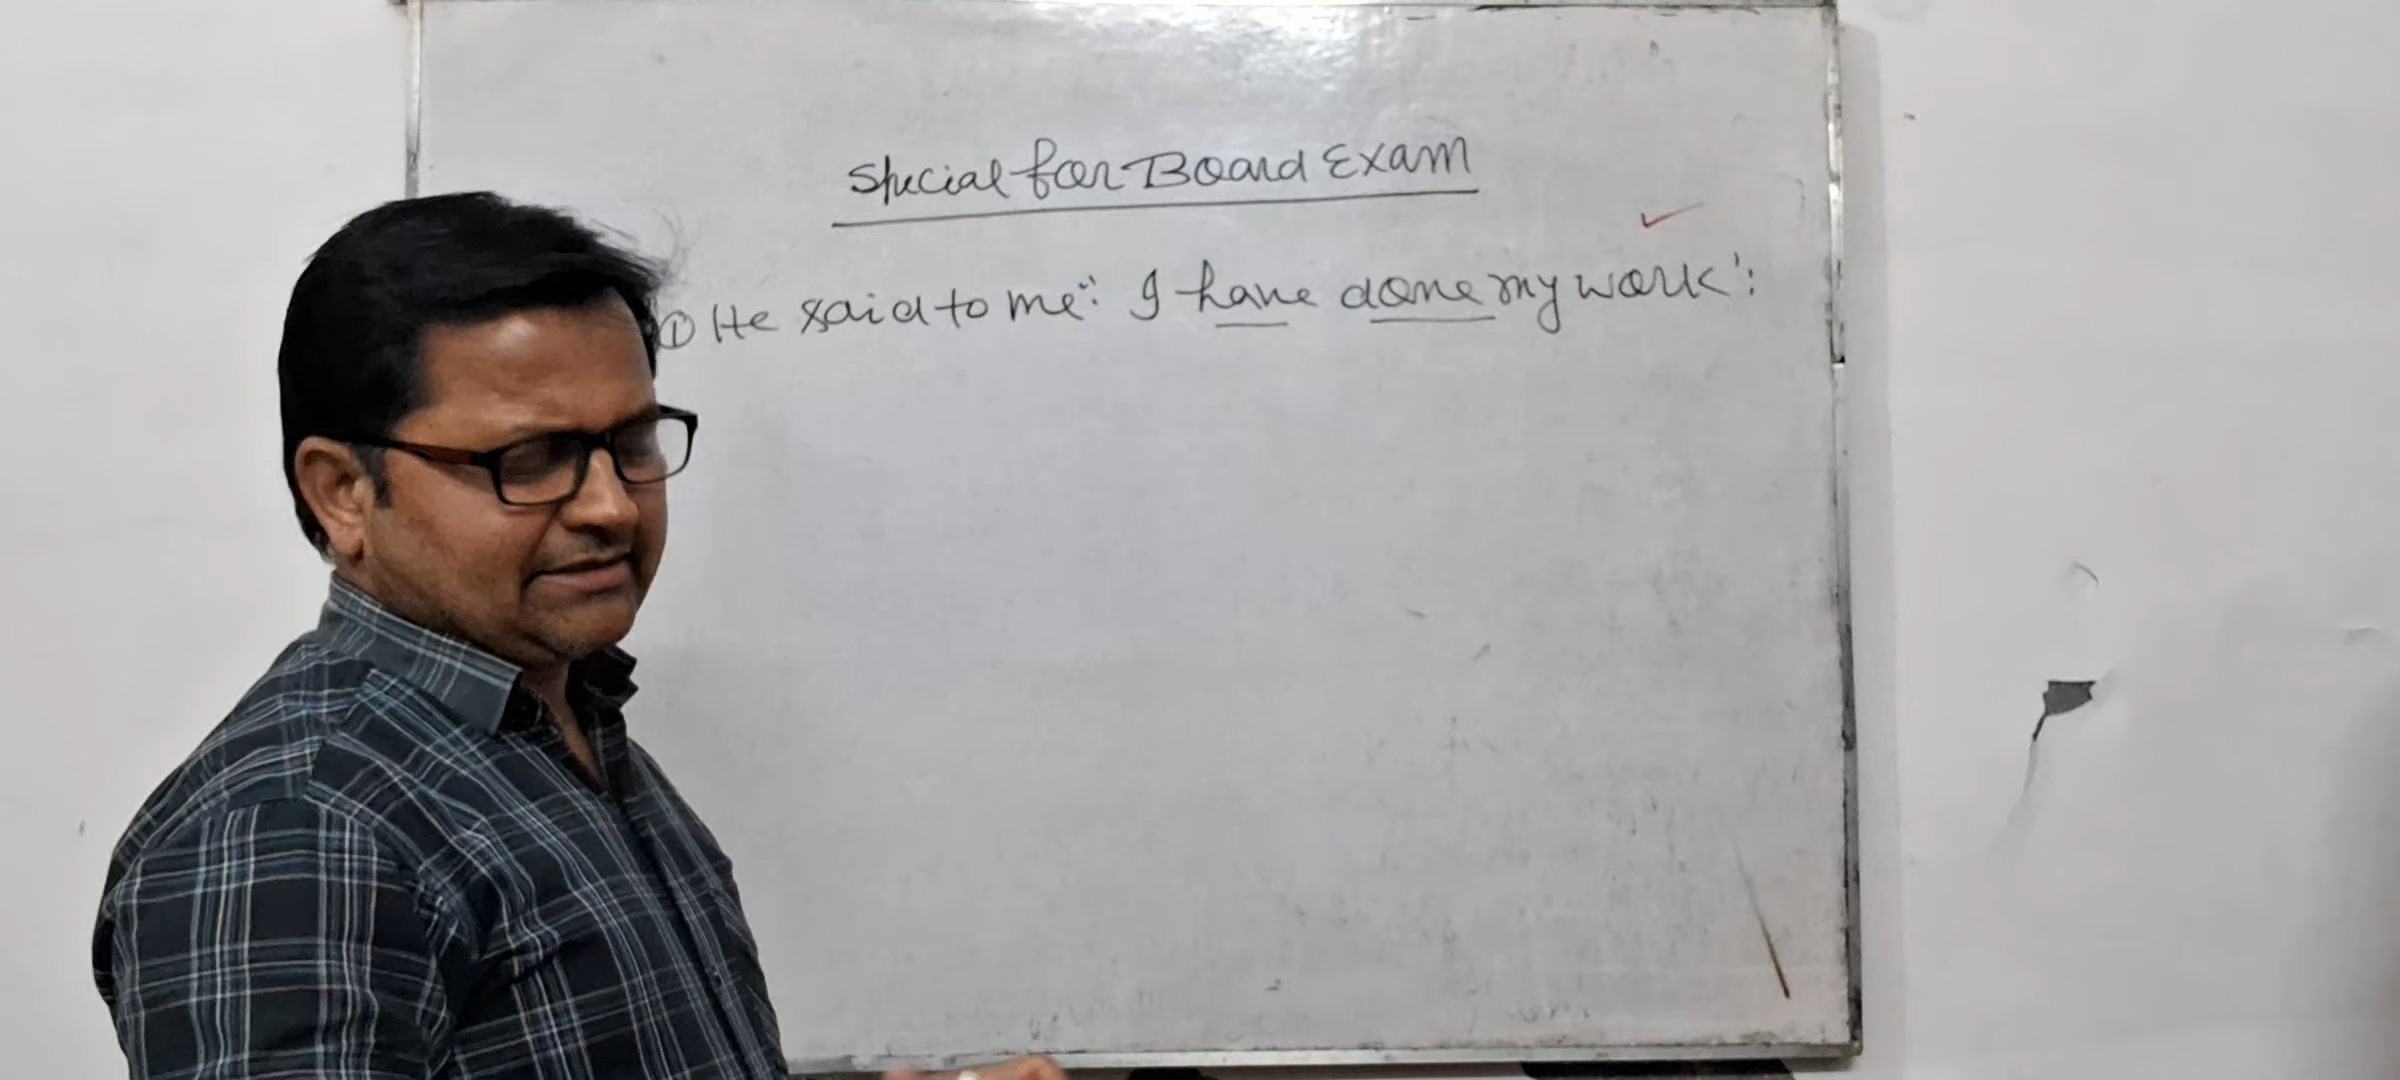 Special for Board Exam
① He said to me". I have done my work':